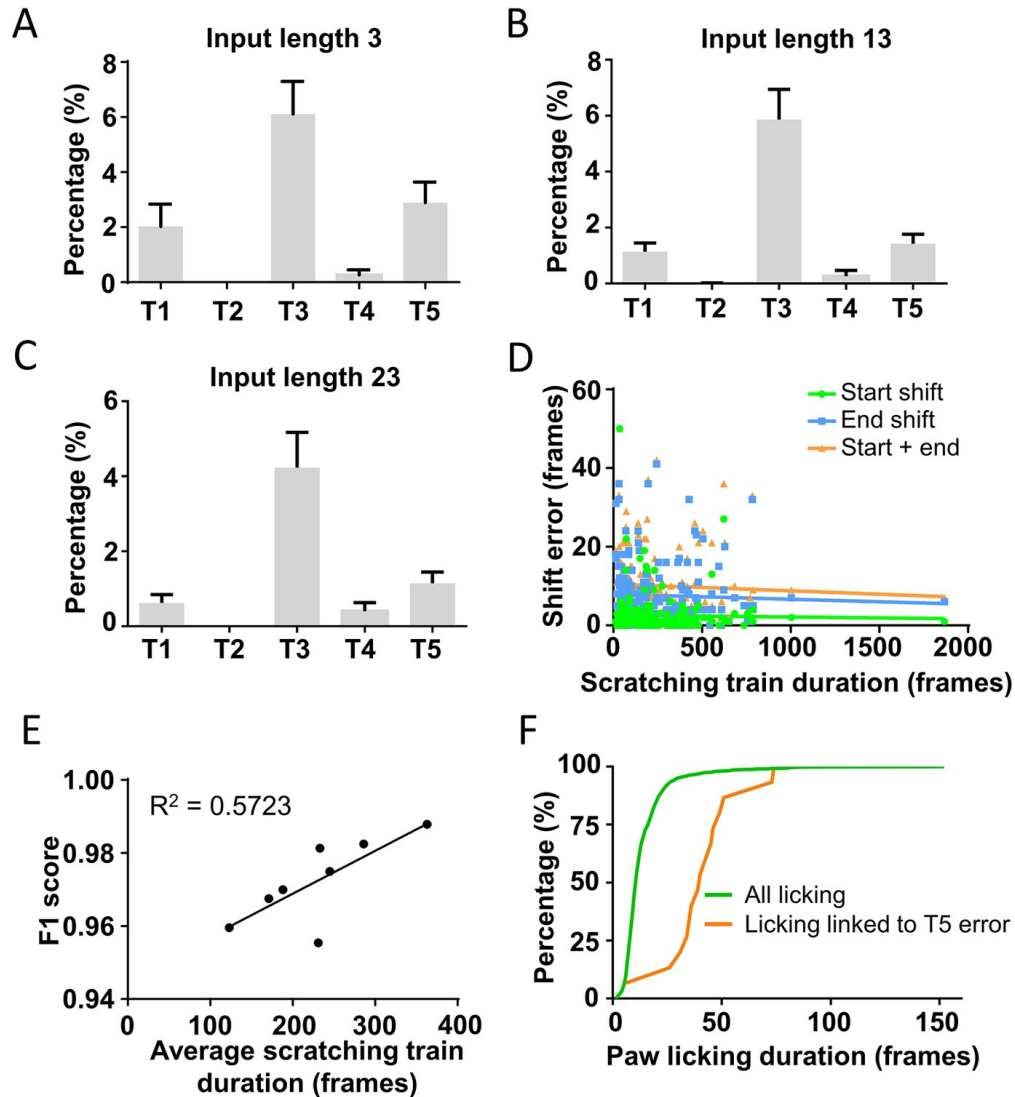 A
Input length 3
Percentage (%)
8
6
4
2
0
T1 T2 T3 T4 T5
B
Input length 13
Percentage (%)
8
6
4
2
0
T1 T2 T3 T4 T5
C
Input length 23
Percentage (%)
6
4
2
0
T1 T2 T3 T4 T5
D
Shift error (frames)
60
40
20
0
Start shift
End shift
Start + end
0 500 1000 1500 2000
Scratching train duration (frames)
E
F1 score
1.00
0.98
0.96
0.94
R² = 0.5723
0 100 200 300 400
Average scratching train
duration (frames)
F
Percentage (%)
100
75
50
25
0
All licking
Licking linked to T5 error
0 50 100 150
Paw licking duration (frames)